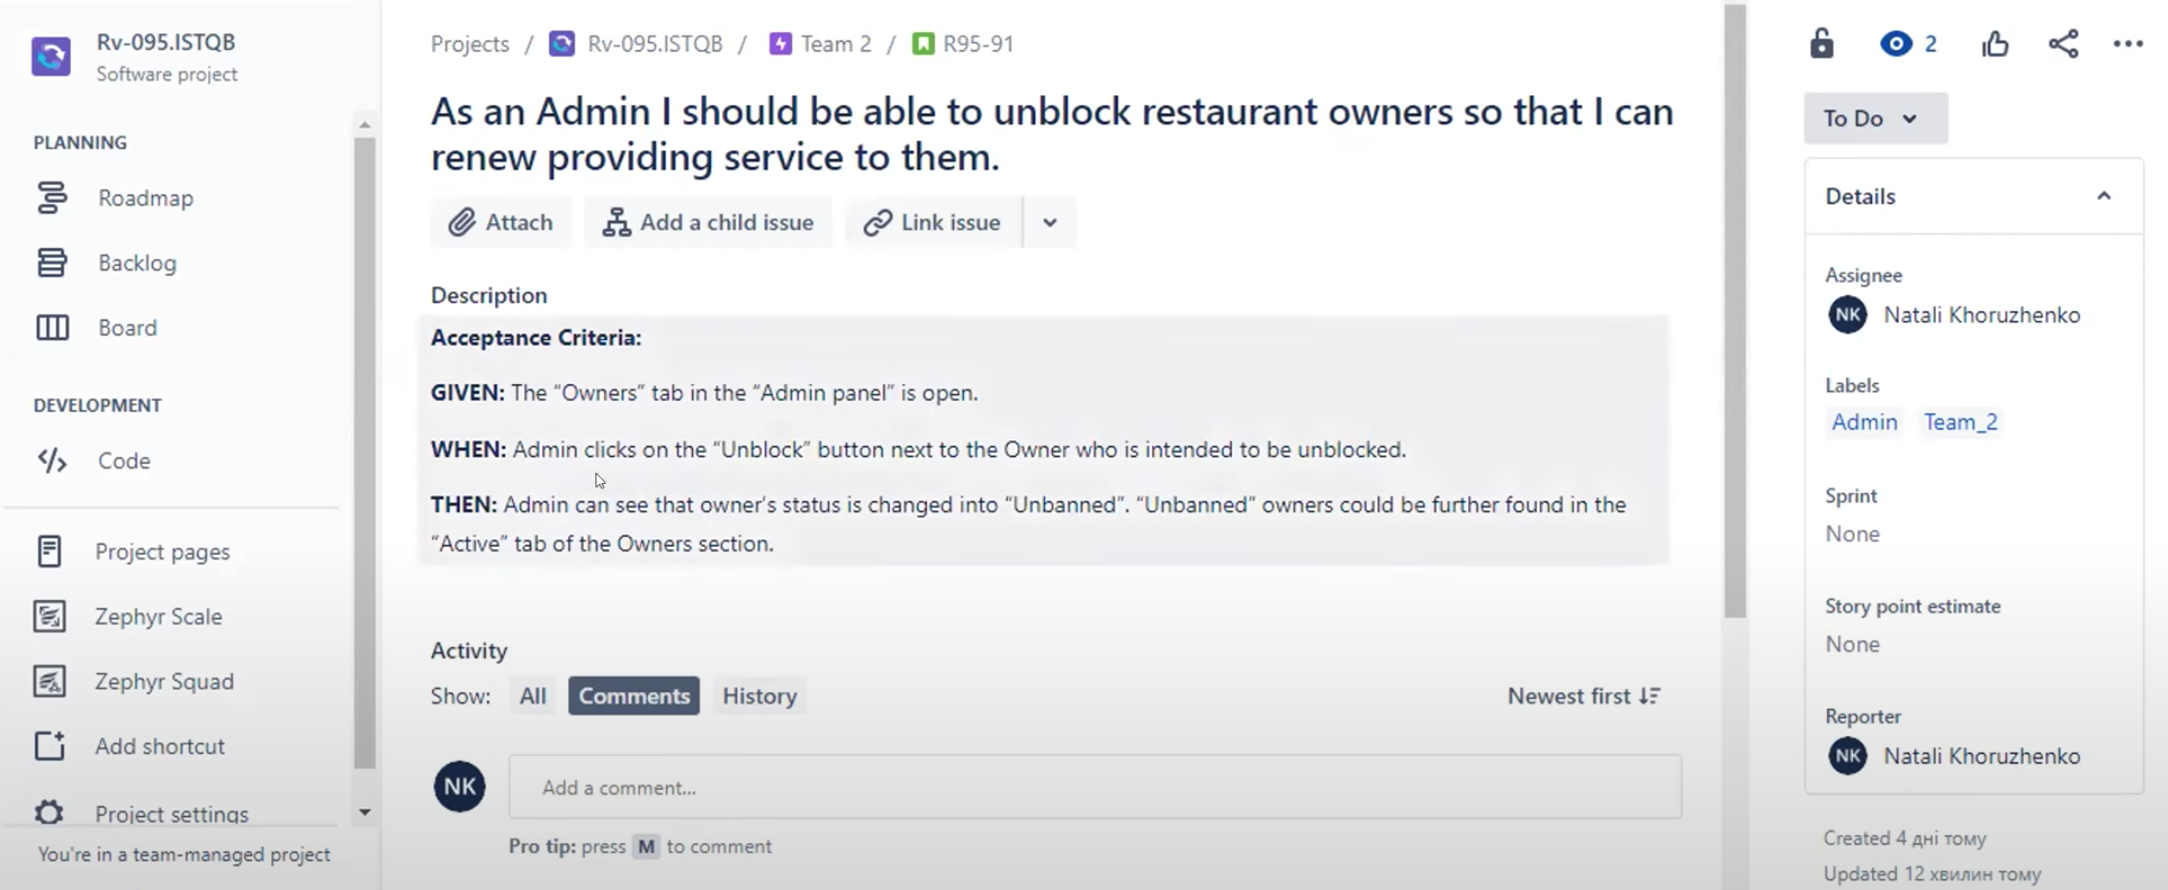 Rv-095.ISTQB
Software project
PLANNING
Roadmap
Backlog
Board
DEVELOPMENT
Code
Project pages
Zephyr Scale
Zephyr Squad
Add shortcut
Project settings
You're in a team-managed project
Projects / Rv-095.ISTQB / Team 2 / R95-91
As an Admin I should be able to unblock restaurant owners so that I can
renew providing service to them.
Attach
Add a child issue
Link issue
Description
Acceptance Criteria:
GIVEN: The “Owners” tab in the “Admin panel” is open.
WHEN: Admin clicks on the “Unblock” button next to the Owner who is intended to be unblocked.
THEN: Admin can see that owner's status is changed into “Unbanned”. “Unbanned” owners could be further found in the
“Active” tab of the Owners section.
Activity
Show: All Comments History
Newest first
NK
Add a comment...
Pro tip: press M to comment
2
To Do
Details
Assignee
NK Natali Khoruzhenko
Labels
Admin Team_2
Sprint
None
Story point estimate
None
Reporter
NK Natali Khoruzhenko
Created 4 дні тому
Updated 12 хвилин тому